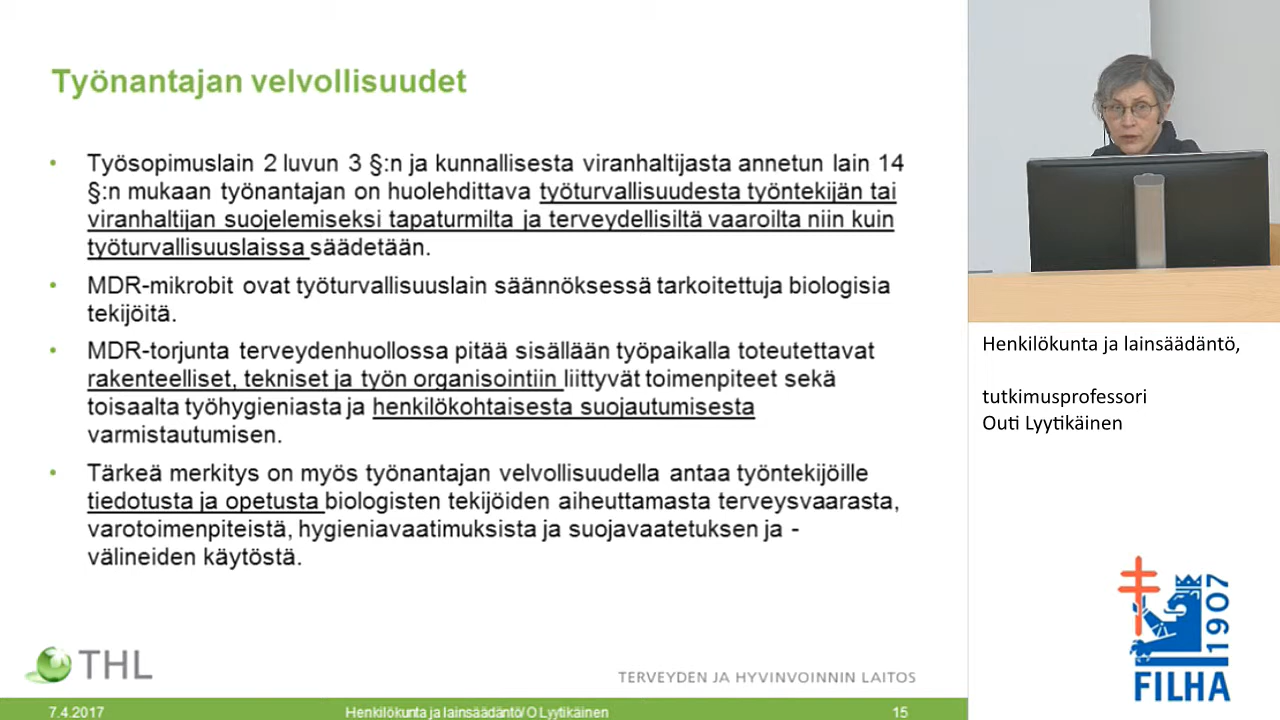 Työnantajan velvollisuudet
• Työsopimuslain 2 luvun 3 §:n ja kunnallisesta viranhaltijasta annetun lain 14
§:n mukaan työnantajan on huolehdittava työturvallisuudesta työntekijän tai
viranhaltijan suojelemiseksi tapaturmilta ja terveydellisiltä vaaroilta niin kuin
työturvallisuuslaissa säädetään.
• MDR-mikrobit ovat työturvallisuuslain säännöksessä tarkoitettuja biologisia
tekijöitä.
• MDR-torjunta terveydenhuollossa pitää sisällään työpaikalla toteutettavat
rakenteelliset, tekniset ja työn organisointiin liittyvät toimenpiteet sekä
toisaalta työhygieniasta ja henkilökohtaisesta suojautumisesta
varmistautumisen.
• Tärkeä merkitys on myös työnantajan velvollisuudella antaa työntekijöille
tiedotusta ja opetusta biologisten tekijöiden aiheuttamasta terveysvaarasta,
varotoimenpiteistä, hygieniavaatimuksista ja suojavaatetuksen ja -
välineiden käytöstä.
THL
TERVEYDEN JA HYVINVOINNIN LAITOS
7.4.2017
Henkilökunta ja lainsäädäntö/ O Lyytikäinen
15
Henkilökunta ja lainsäädäntö,
tutkimusprofessori
Outi Lyytikäinen
1907
FILHA